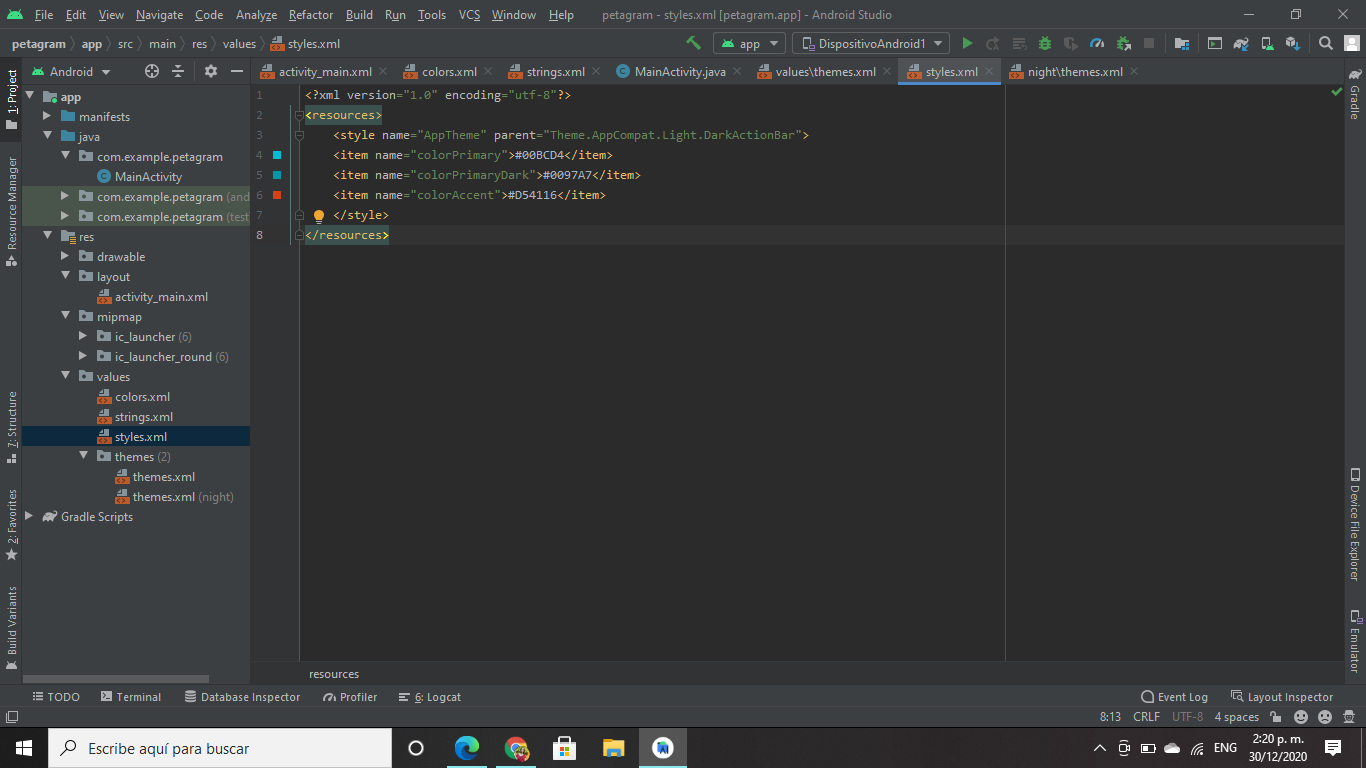 File Edit View Navigate Code Analyze Refactor Build Run Tools VCS Window Help petagram - styles.xml [petagram.app] - Android Studio
petagram app src main res values styles.xml app DispositivoAndroid1
1: Project
Resource Manager
7: Structure
2: Favorites
Build Variants
Android
app
manifests
java
com.example.petagram
MainActivity
com.example.petagram (and
com.example.petagram (test
res
drawable
layout
activity_main.xml
mipmap
ic_launcher (6)
ic_launcher_round (6)
values
colors.xml
strings.xml
styles.xml
themes (2)
themes.xml
themes.xml (night)
Gradle Scripts
activity_main.xml colors.xml strings.xml MainActivity.java values\themes.xml styles.xml night\themes.xml
1 <?xml version="1.0" encoding="utf-8"?>
2 <resources>
3 <style name="AppTheme" parent="Theme.AppCompat.Light.DarkActionBar">
4 <item name="colorPrimary">#00BCD4</item>
5 <item name="colorPrimaryDark">#0097A7</item>
6 <item name="colorAccent">#D54116</item>
7 </style>
8 </resources>
resources
Gradle
Device File Explorer
Emulator
TODO Terminal Database Inspector Profiler 6: Logcat Event Log Layout Inspector
8:13 CRLF UTF-8 4 spaces
Escribe aquí para buscar
ENG
2:20 p. m.
30/12/2020